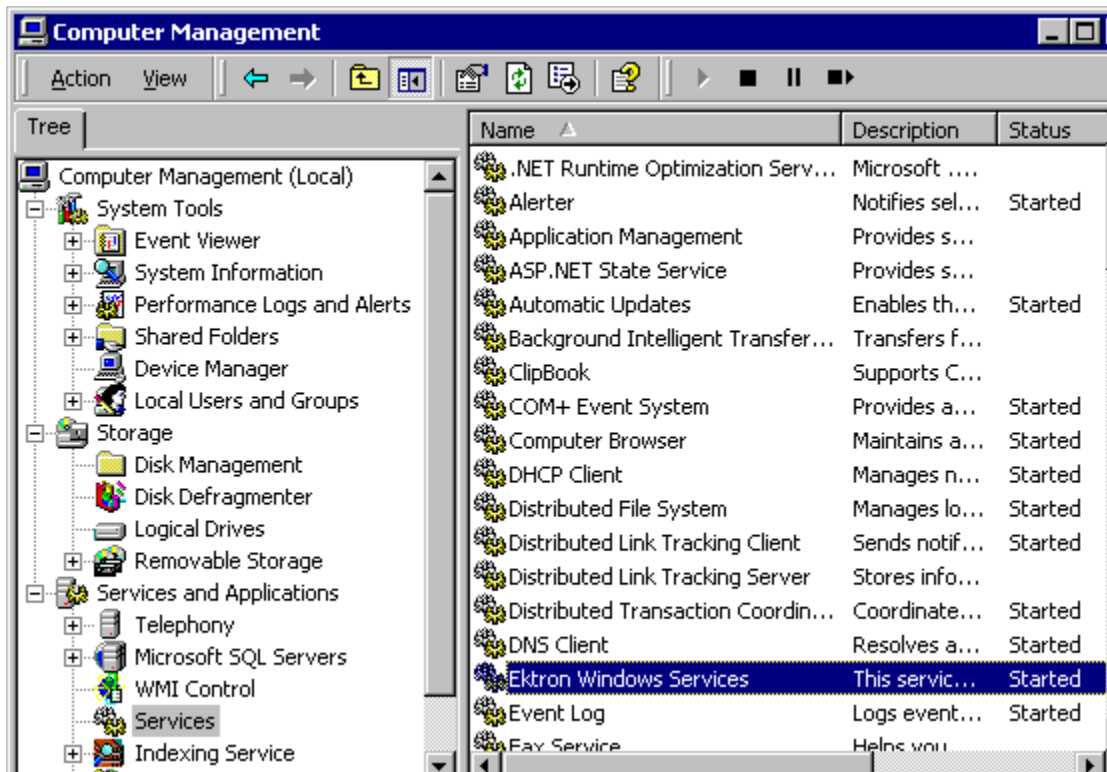 Computer Management
Action View
Tree
Computer Management (Local)
System Tools
Event Viewer
System Information
Performance Logs and Alerts
Shared Folders
Device Manager
Local Users and Groups
Storage
Disk Management
Disk Defragmenter
Logical Drives
Removable Storage
Services and Applications
Telephony
Microsoft SQL Servers
WMI Control
Services
Indexing Service
Name Description Status
.NET Runtime Optimization Serv... Microsoft ....
Alerter Notifies sel... Started
Application Management Provides s...
ASP.NET State Service Provides s...
Automatic Updates Enables th... Started
Background Intelligent Transfer... Transfers f...
ClipBook Supports C...
COM+ Event System Provides a... Started
Computer Browser Maintains a... Started
DHCP Client Manages n... Started
Distributed File System Manages lo... Started
Distributed Link Tracking Client Sends notif... Started
Distributed Link Tracking Server Stores info...
Distributed Transaction Coordin... Coordinate... Started
DNS Client Resolves a... Started
Ektron Windows Services This servic... Started
Event Log Logs event... Started
Fax Service Helps you